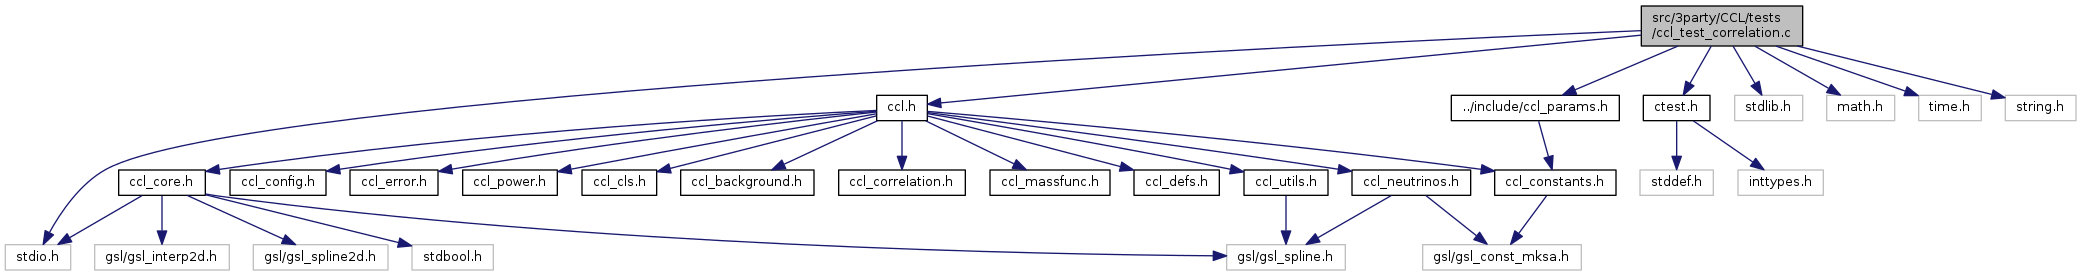 src/3party/CCL/tests
/ccl_test_correlation.c
ccl.h
../include/ccl_params.h
ctest.h
stdlib.h
math.h
time.h
string.h
ccl_core.h
ccl_config.h
ccl_error.h
ccl_power.h
ccl_cls.h
ccl_background.h
ccl_correlation.h
ccl_massfunc.h
ccl_defs.h
ccl_utils.h
ccl_neutrinos.h
ccl_constants.h
stddef.h
inttypes.h
stdio.h
gsl/gsl_interp2d.h
gsl/gsl_spline2d.h
stdbool.h
gsl/gsl_spline.h
gsl/gsl_const_mksa.h